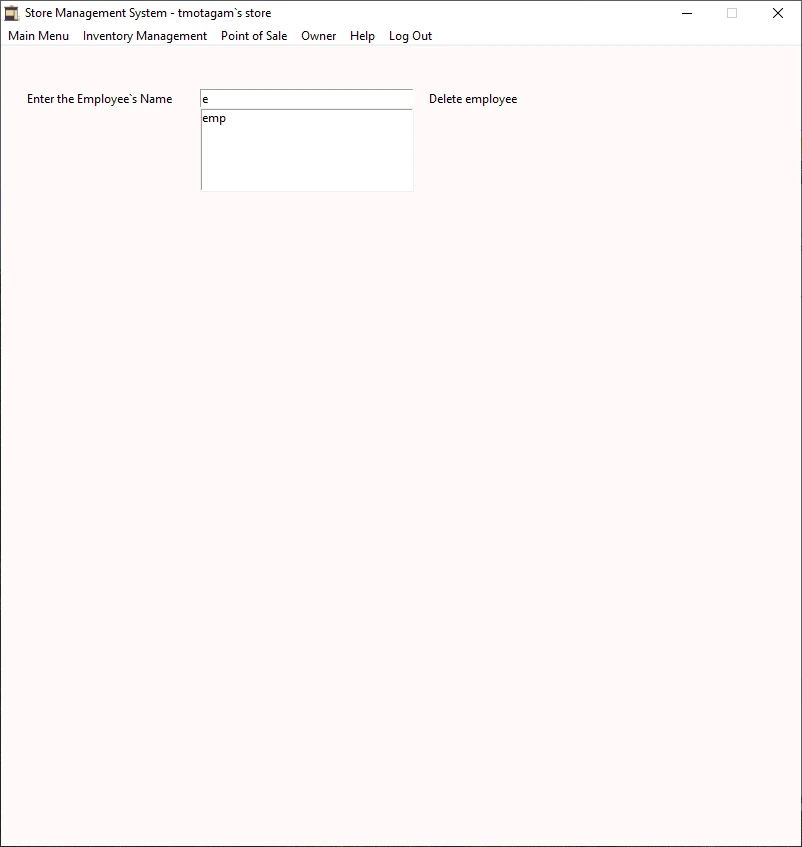 Store Management System - tmotagam`s store
Main Menu Inventory Management Point of Sale Owner Help Log Out
Enter the Employee`s Name e Delete employee
emp